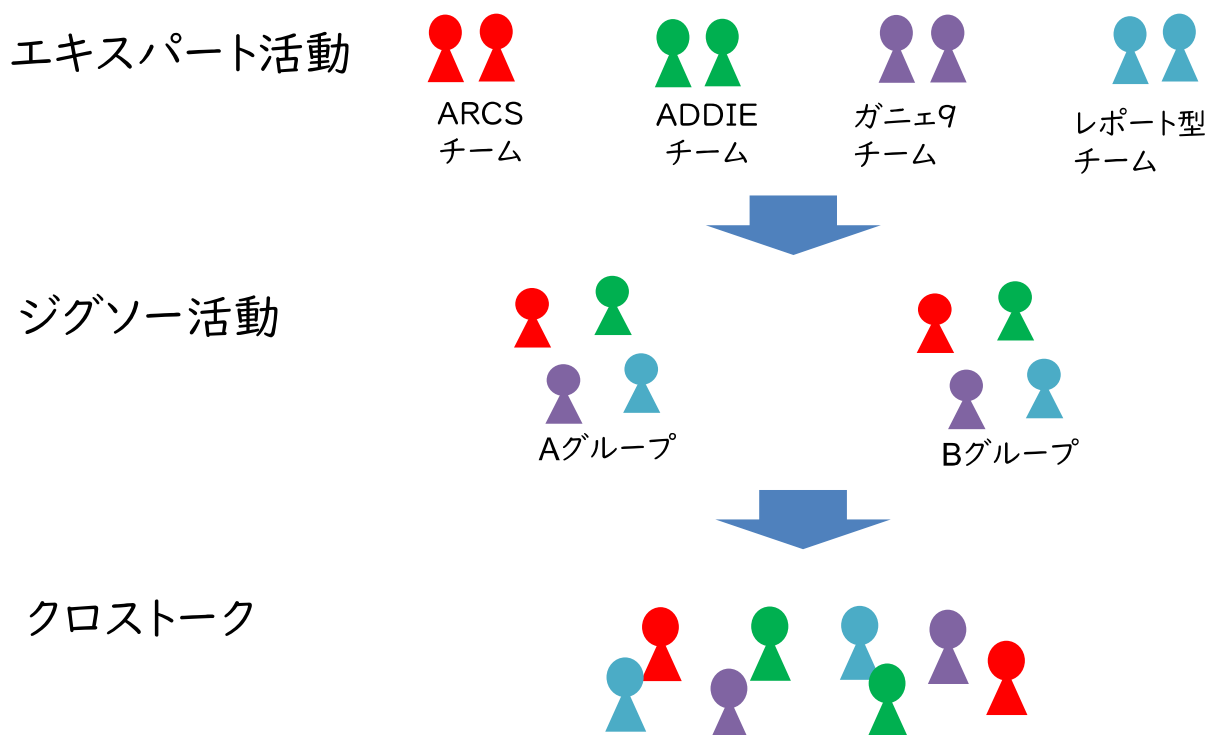 エキスパート活動
ARCS
チーム
ADDIE
チーム
ガニェ9
チーム
レポート型
チーム
ジグソー活動
Aグループ
Bグループ
クロストーク